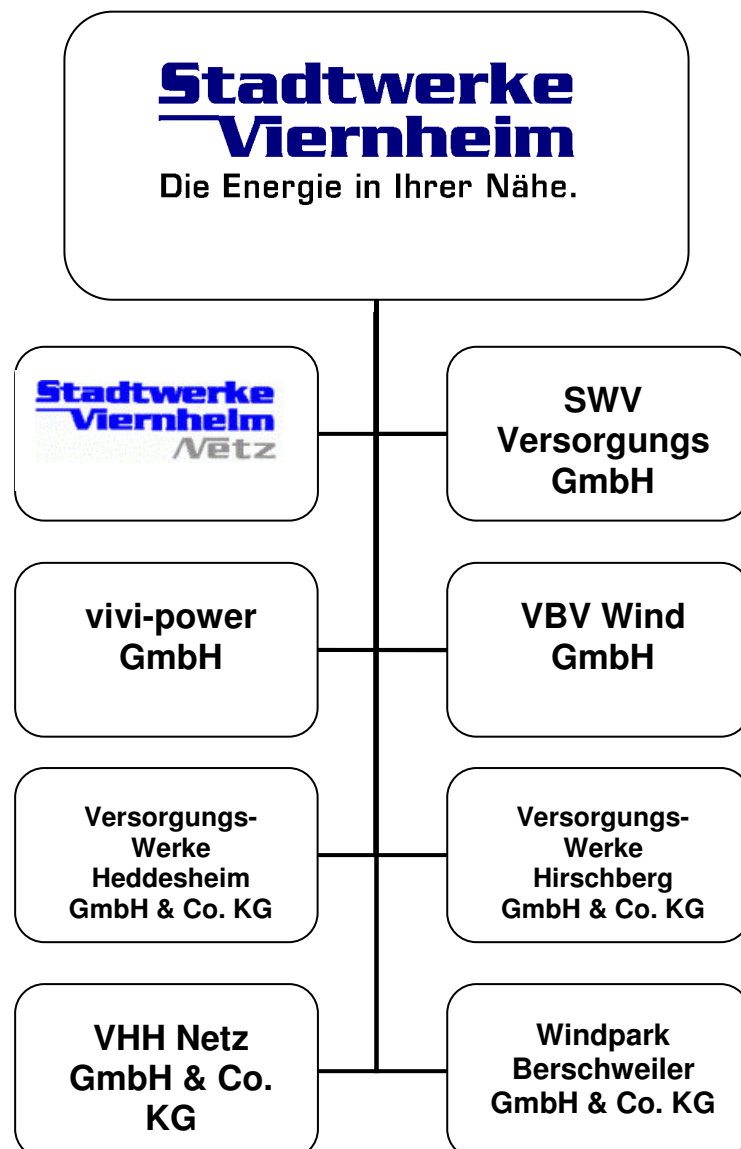 Stadtwerke
Viernheim
Die Energie in Ihrer Nähe.
Stadtwerke
Viernheim
Netz
SWV
Versorgungs
GmbH
vivi-power
GmbH
VBV Wind
GmbH
Versorgungs-
Werke
Heddesheim
GmbH & Co. KG
Versorgungs-
Werke
Hirschberg
GmbH & Co. KG
VHH Netz
GmbH & Co.
KG
Windpark
Berschweiler
GmbH & Co. KG